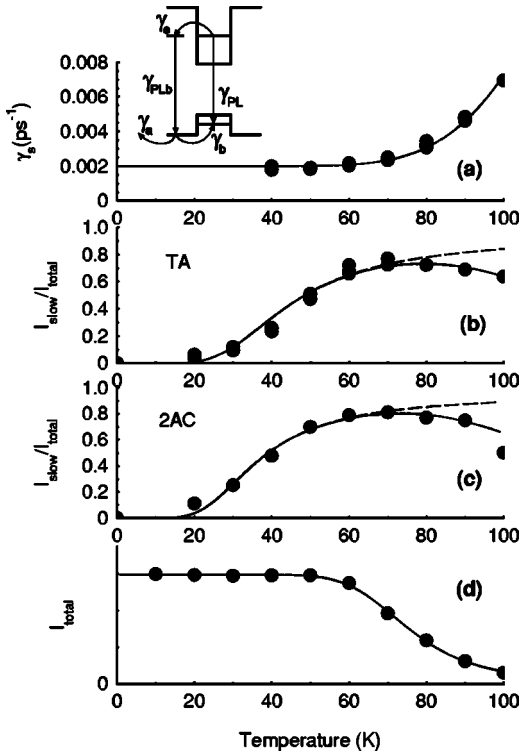 γe
γPLb
γPL
γa
γb
0.008
0.006
0.004
0.002
0.000
γs(ps⁻¹)
(a)
0 20 40 60 80 100
1.0
0.8
0.6
0.4
0.2
0
Islow/Itotal
TA
(b)
0 20 40 60 80 100
1.0
0.8
0.6
0.4
0.2
0
Islow/Itotal
2AC
(c)
0 20 40 60 80 100
Itotal
0
(d)
0 20 40 60 80 100
Temperature (K)